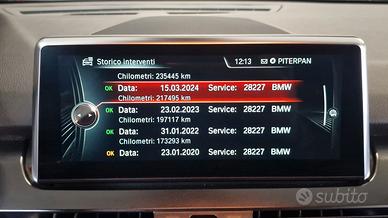 Storico interventi 12:13 PITERPAN
Chilometri: 235445 km
OK Data: 15.03.2024 Service: 28227 BMW
Chilometri: 217495 km
OK Data: 23.02.2023 Service: 28227 BMW
Chilometri: 197117 km
OK Data: 31.01.2022 Service: 28227 BMW
Chilometri: 173293 km
OK Data: 23.01.2020 Service: 28227 BMW
subito